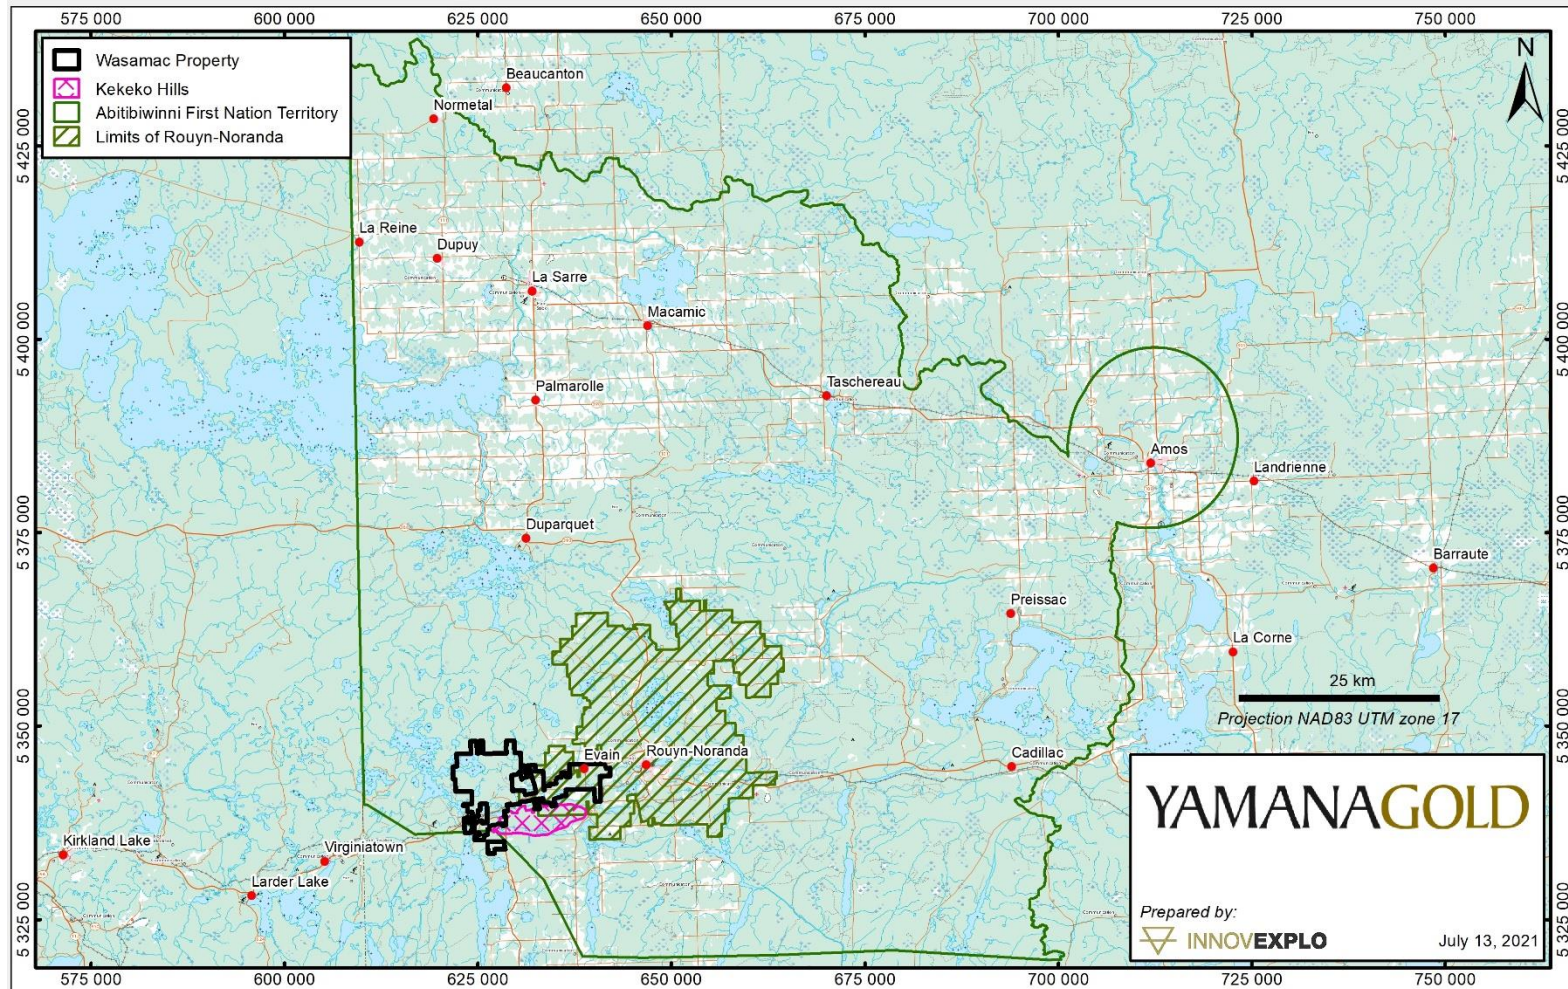 575 000 600 000 625 000 650 000 675 000 700 000 725 000 750 000
Wasamac Property
Kekeko Hills
Abitibiwinni First Nation Territory
Limits of Rouyn-Noranda
N
5 425 000
5 425 000
Beaucanton
Normetal
La Reine
Dupuy
La Sarre
Macamic
5 400 000
5 400 000
Palmarolle
Taschereau
Amos
Landrienne
5 375 000
5 375 000
Duparquet
Barraute
Preissac
La Corne
25 km
Projection NAD83 UTM zone 17
5 350 000
5 350 000
Evain
Rouyn-Noranda
Cadillac
Kirkland Lake
Virginiatown
Larder Lake
5 325 000
5 325 000
YAMANAGOLD
Prepared by:
INNOVEXPLO
July 13, 2021
575 000 600 000 625 000 650 000 675 000 700 000 725 000 750 000